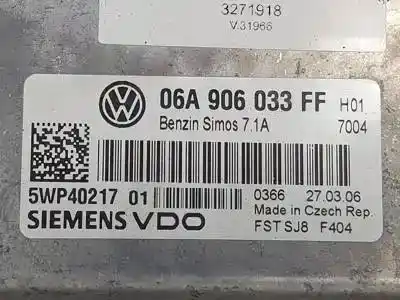 3271918
V.31966
06A 906 033 FF H01
Benzin Simos 7.1A 7004
5WP40217 01
0366 27.03.06
Made in Czech Rep.
SIEMENS VDO
FST SJ8 F404